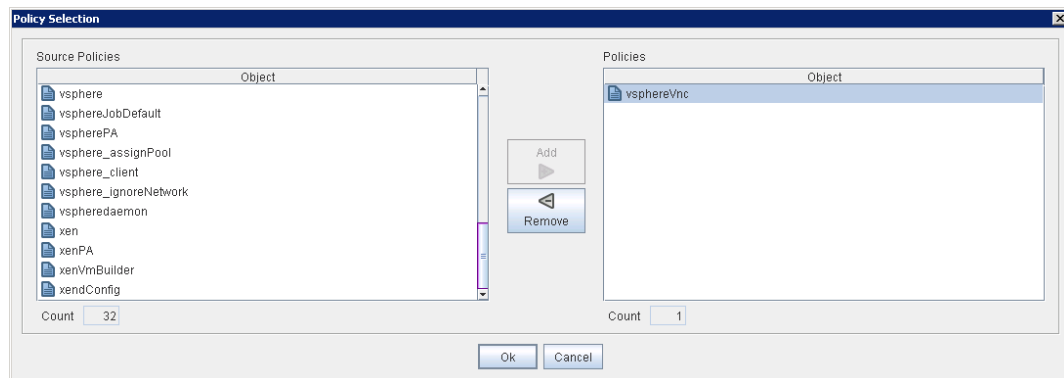 Policy Selection
Source Policies
Object
vsphere
vsphereJobDefault
vspherePA
vsphere_assignPool
vsphere_client
vsphere_ignoreNetwork
vspheredaemon
xen
xenPA
xenVmBuilder
xendConfig
Count 32
Add
Remove
Policies
Object
vsphereVnc
Count 1
Ok
Cancel